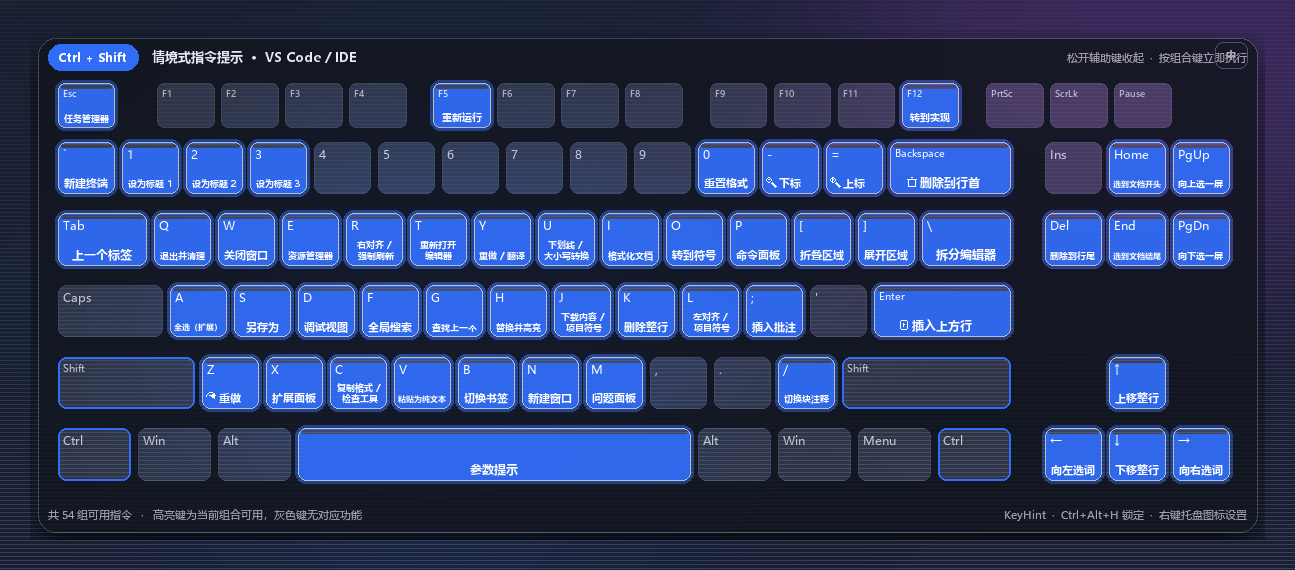 Ctrl + Shift 情境式指令提示 • VS Code / IDE 松开辅助键收起 · 按组合键立即执行 中
Esc 任务管理器
F1 F2 F3 F4
F5 重新运行
F6 F7 F8 F9 F10 F11
F12 转到实现
PrtSc ScrLk Pause
` 新建终端
1 设为标题 1
2 设为标题 2
3 设为标题 3
4 5 6 7 8 9
0 重置格式
- 下标
= 上标
Backspace 删除到行首
Ins
Home 选到文档开头
PgUp 向上选一屏
Tab 上一个标签
Q 退出并清理
W 关闭窗口
E 资源管理器
R 右对齐 /
强制刷新
T 重新打开
编辑器
Y 重做 / 翻译
U 下划线 /
大小写转换
I 格式化文档
O 转到符号
P 命令面板
[ 折叠区域
] 展开区域
\ 拆分编辑器
Del 删除到行尾
End 选到文档结尾
PgDn 向下选一屏
Caps
A 全选（扩展）
S 另存为
D 调试视图
F 全局搜索
G 查找上一个
H 替换并高亮
J 下载内容 /
项目符号
K 删除整行
L 左对齐 /
项目符号
; 插入批注
'
Enter 插入上方行
Shift
Z 重做
X 扩展面板
C 复制格式 /
检查工具
V 粘贴为纯文本
B 切换书签
N 新建窗口
M 问题面板
, .
/ 切换块注释
Shift
↑ 上移整行
Ctrl Win Alt
参数提示
Alt Win Menu Ctrl
← 向左选词
↓ 下移整行
→ 向右选词
共 54 组可用指令 · 高亮键为当前组合可用，灰色键无对应功能
KeyHint · Ctrl+Alt+H 锁定 · 右键托盘图标设置